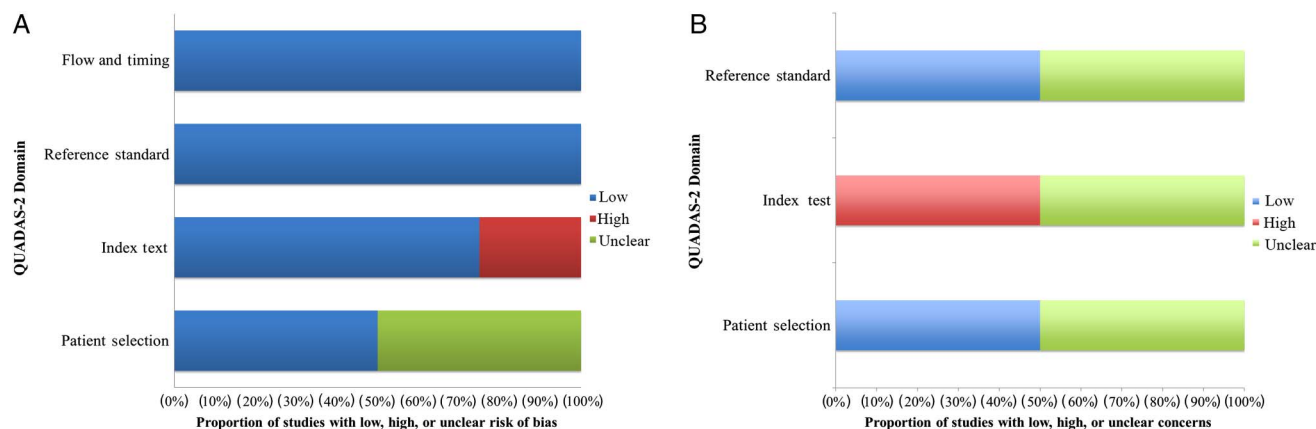 A
QUADAS-2 Domain
Flow and timing
Reference standard
Index text
Patient selection
(0%) (10%) (20%) (30%) (40%) (50%) (60%) (70%) (80%) (90%) (100%)
Proportion of studies with low, high, or unclear risk of bias
Low
High
Unclear
B
QUADAS-2 Domain
Reference standard
Index test
Patient selection
(0%) (10%) (20%) (30%) (40%) (50%) (60%) (70%) (80%) (90%) (100%)
Proportion of studies with low, high, or unclear concerns
Low
High
Unclear